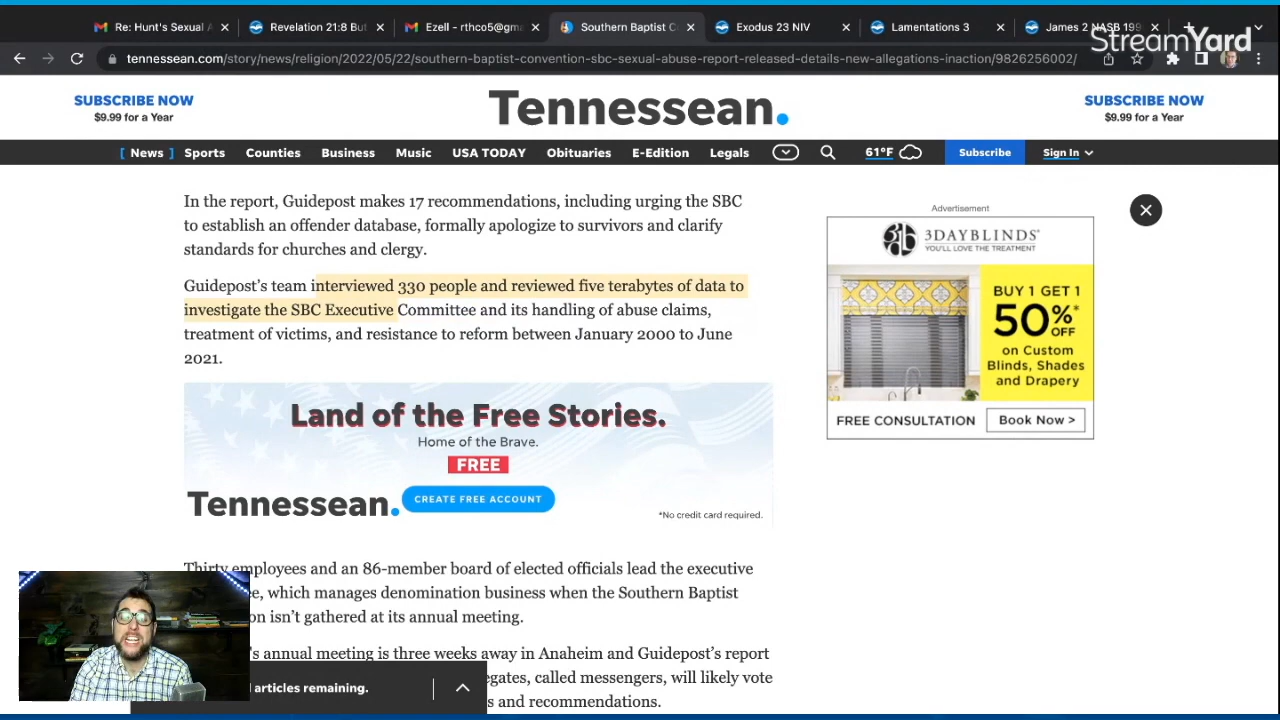 Re: Hunt's Sexual A
Revelation 21:8 But
Ezell - rthco5@gma
Southern Baptist C
Exodus 23 NIV
Lamentations 3
James 2 NASB 199
StreamYard
tennessean.com/story/news/religion/2022/05/22/southern-baptist-convention-sbc-sexual-abuse-report-released-details-new-allegations-inaction/9826256002/
SUBSCRIBE NOW
$9.99 for a Year
Tennessean.
SUBSCRIBE NOW
$9.99 for a Year
[ News ] Sports Counties Business Music USA TODAY Obituaries E-Edition Legals 61°F Subscribe Sign In
In the report, Guidepost makes 17 recommendations, including urging the SBC
to establish an offender database, formally apologize to survivors and clarify
standards for churches and clergy.
Guidepost's team interviewed 330 people and reviewed five terabytes of data to
investigate the SBC Executive Committee and its handling of abuse claims,
treatment of victims, and resistance to reform between January 2000 to June
2021.
Advertisement
3DAYBLINDS
YOU'LL LOVE THE TREATMENT
BUY 1 GET 1
50%*
OFF
on Custom
Blinds, Shades
and Drapery
FREE CONSULTATION
Book Now >
Land of the Free Stories.
Home of the Brave.
FREE
Tennessean.
CREATE FREE ACCOUNT
*No credit card required.
Thirty employees and an 86-member board of elected officials lead the executive
e, which manages denomination business when the Southern Baptist
on isn't gathered at its annual meeting.
's annual meeting is three weeks away in Anaheim and Guidepost's report
egates, called messengers, will likely vote
s and recommendations.
articles remaining.